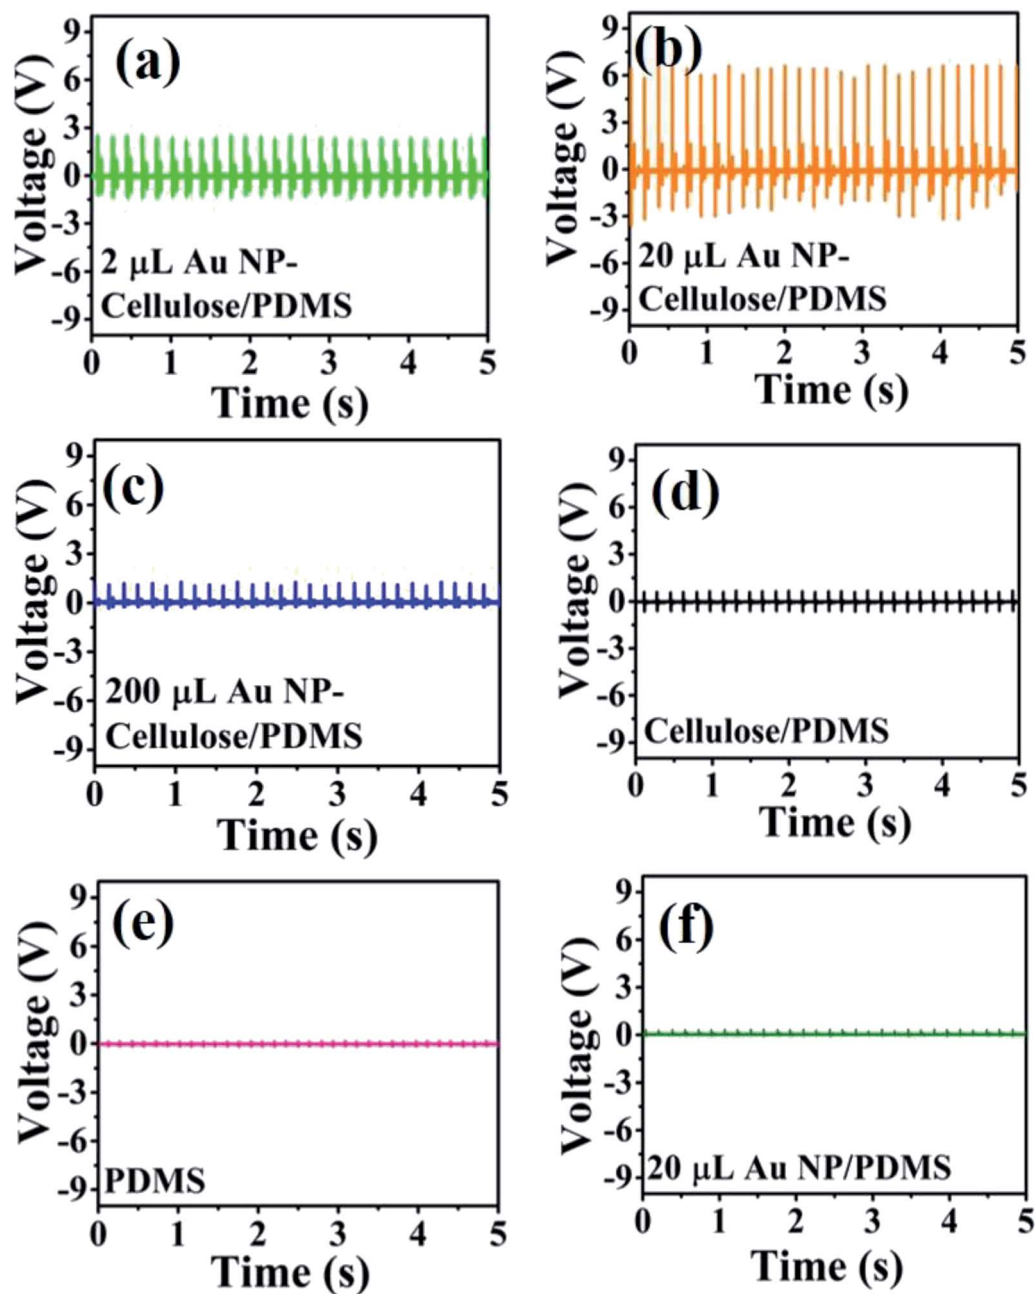 (a)
Voltage (V)
9
6
3
0
-3
-6
-9
2 μL Au NP-
Cellulose/PDMS
0 1 2 3 4 5
Time (s)
(b)
Voltage (V)
9
6
3
0
-3
-6
-9
20 μL Au NP-
Cellulose/PDMS
0 1 2 3 4 5
Time (s)
(c)
Voltage (V)
9
6
3
0
-3
-6
-9
200 μL Au NP-
Cellulose/PDMS
0 1 2 3 4 5
Time (s)
(d)
Voltage (V)
9
6
3
0
-3
-6
-9
Cellulose/PDMS
0 1 2 3 4 5
Time (s)
(e)
Voltage (V)
9
6
3
0
-3
-6
-9
PDMS
0 1 2 3 4 5
Time (s)
(f)
Voltage (V)
9
6
3
0
-3
-6
-9
20 μL Au NP/PDMS
0 1 2 3 4 5
Time (s)